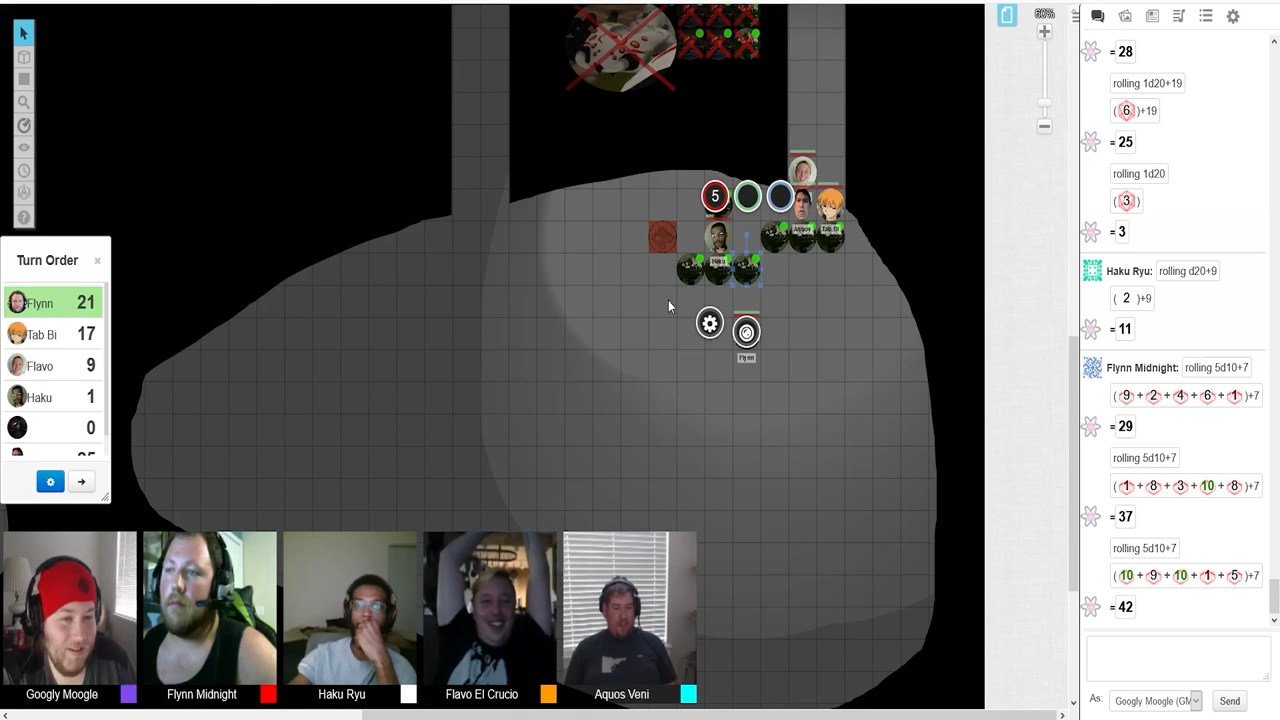 60%
= 28
rolling 1d20+19
( 6 )+19
= 25
rolling 1d20
( 3 )
= 3
Haku Ryu: rolling d20+9
( 2 )+9
= 11
Flynn Midnight: rolling 5d10+7
( 9 + 2 + 4 + 6 + 1 )+7
= 29
rolling 5d10+7
( 1 + 8 + 3 + 10 + 8 )+7
= 37
rolling 5d10+7
( 10 + 9 + 10 + 1 + 5 )+7
= 42
As: Googly Moogle (GM Send
5
Aquos
Tab Bi
Haku
Flynn
Turn Order ×
Flynn 21
Tab Bi 17
Flavo 9
Haku 1
0
Googly Moogle
Flynn Midnight
Haku Ryu
Flavo El Crucio
Aquos Veni